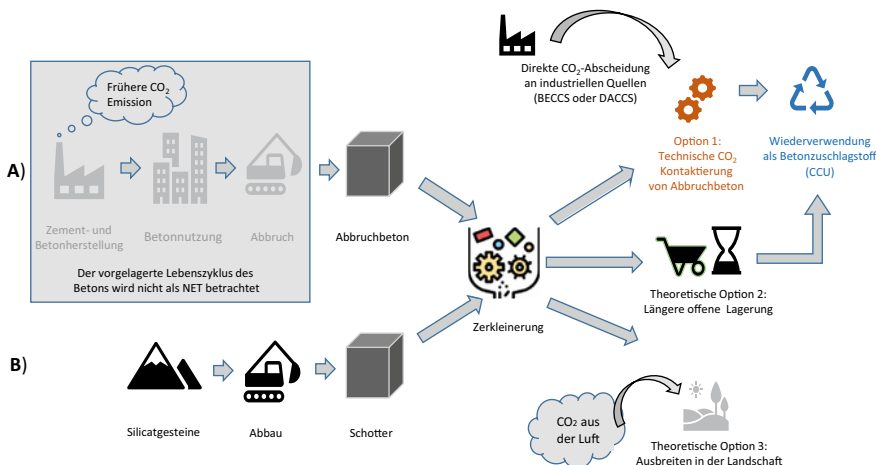 Direkte CO₂-Abscheidung
an industriellen Quellen
(BECCS oder DACCS)
Frühere CO₂
Emission
Option 1:
Technische CO₂
Kontaktierung
von Abbruchbeton
Wiederverwendung
als Betonzuschlagstoff
(CCU)
A)
Zement- und
Betonherstellung
Betonnutzung
Abbruch
Abbruchbeton
Der vorgelagerte Lebenszyklus des
Betons wird nicht als NET betrachtet
Zerkleinerung
Theoretische Option 2:
Längere offene Lagerung
B)
Silicatgesteine
Abbau
Schotter
CO₂ aus
der Luft
Theoretische Option 3:
Ausbreiten in der Landschaft